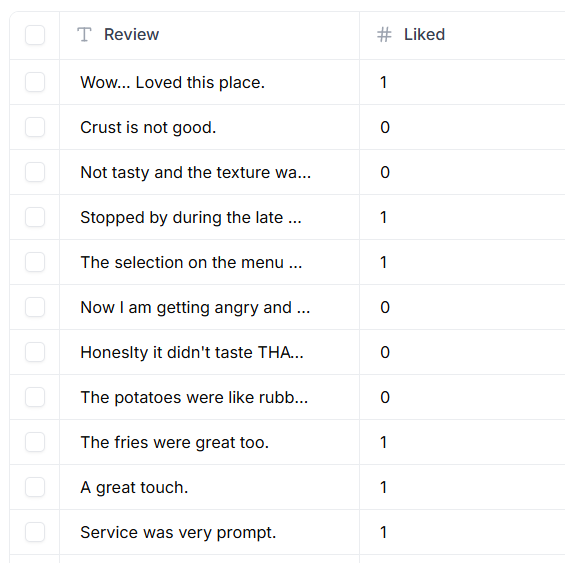 Review Liked
Wow... Loved this place. 1
Crust is not good. 0
Not tasty and the texture wa... 0
Stopped by during the late ... 1
The selection on the menu ... 1
Now I am getting angry and ... 0
Honeslty it didn't taste THA... 0
The potatoes were like rubb... 0
The fries were great too. 1
A great touch. 1
Service was very prompt. 1